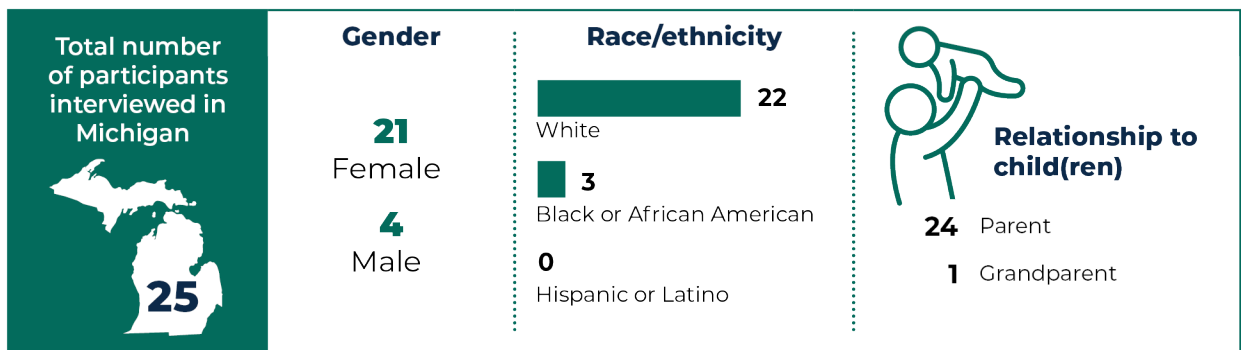 Total number
of participants
interviewed in
Michigan
25
Gender
21
Female
4
Male
Race/ethnicity
22
White
3
Black or African American
0
Hispanic or Latino
Relationship to
child(ren)
24 Parent
1 Grandparent